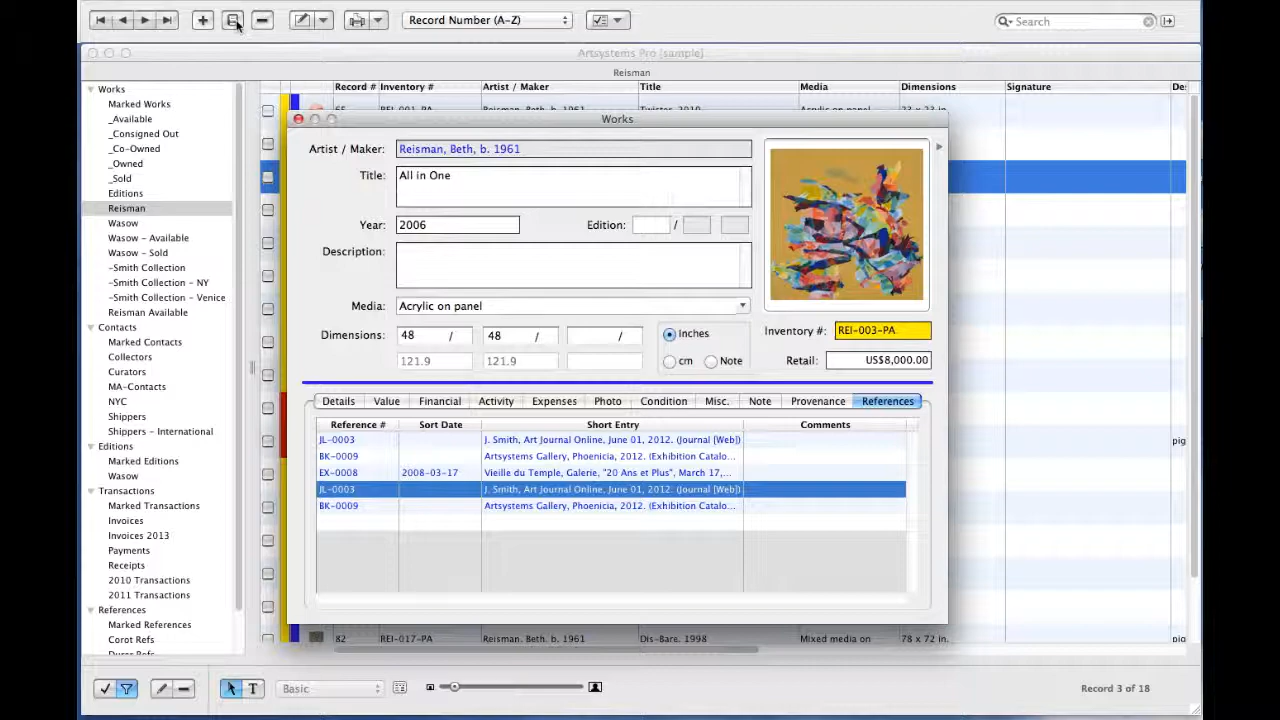 Record Number (A-Z)
Search
Artsystems Pro [sample]
Reisman
Works
Marked Works
_Available
_Consigned Out
_Co-Owned
_Owned
_Sold
Editions
Reisman
Wasow
Wasow - Available
Wasow - Sold
-Smith Collection
-Smith Collection - NY
-Smith Collection - Venice
Reisman Available
Contacts
Marked Contacts
Collectors
Curators
MA-Contacts
NYC
Shippers
Shippers - International
Editions
Marked Editions
Wasow
Transactions
Marked Transactions
Invoices
Invoices 2013
Payments
Receipts
2010 Transactions
2011 Transactions
References
Marked References
Corot Refs
Record # Inventory # Artist / Maker Title Media Dimensions Signature
Works
Artist / Maker: Reisman, Beth, b. 1961
Title: All in One
Year: 2006 Edition: /
Description:
Media: Acrylic on panel
Dimensions: 48 / 48 / /
121.9 121.9
Inches
cm Note
Inventory #: REI-003-PA
Retail: US$8,000.00
Details Value Financial Activity Expenses Photo Condition Misc. Note Provenance References
Reference # Sort Date Short Entry Comments
JL-0003 J. Smith, Art Journal Online, June 01, 2012. (Journal [Web])
BK-0009 Artsystems Gallery, Phoenicia, 2012. (Exhibition Catalo...
EX-0008 2008-03-17 Vieille du Temple, Galerie, "20 Ans et Plus", March 17,...
JL-0003 J. Smith, Art Journal Online, June 01, 2012. (Journal [Web])
BK-0009 Artsystems Gallery, Phoenicia, 2012. (Exhibition Catalo...
pig
82 REI-017-PA Reisman, Beth, b. 1961 Dis-Bare, 1998 Mixed media on 78 x 72 in. pig
T
Basic
Record 3 of 18